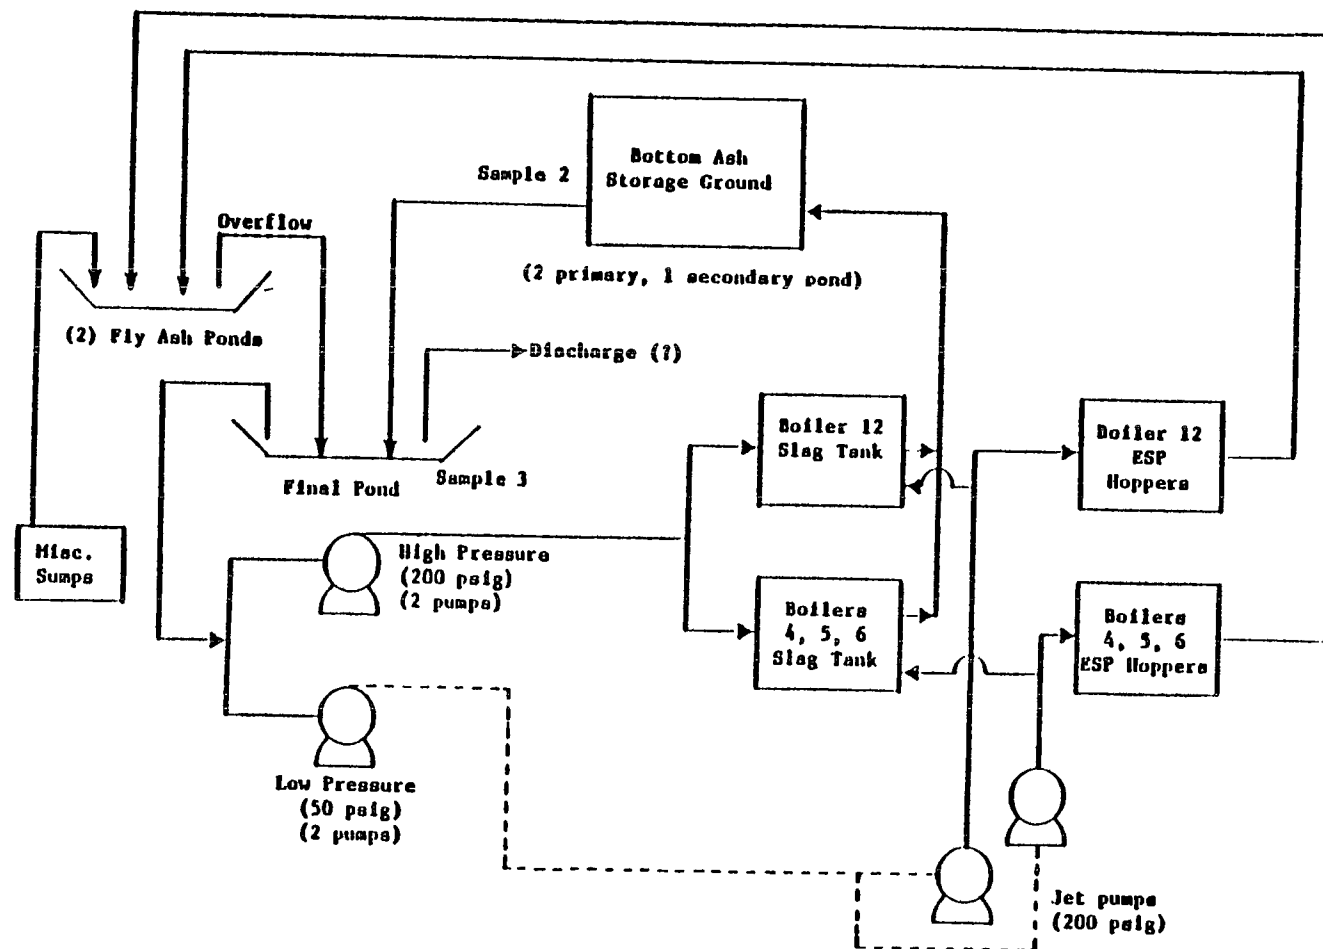 Sample 2
Bottom Ash
Storage Ground
Overflow
(2 primary, 1 secondary pond)
(2) Fly Ash Ponds
Discharge (?)
Boiler 12
Slag Tank
Boiler 12
ESP
Hoppers
Final Pond
Sample 3
Misc.
Sumps
High Pressure
(200 psig)
(2 pumps)
Boilers
4, 5, 6
Slag Tank
Boilers
4, 5, 6
ESP Hoppers
Low Pressure
(50 psig)
(2 pumps)
Jet pumps
(200 psig)